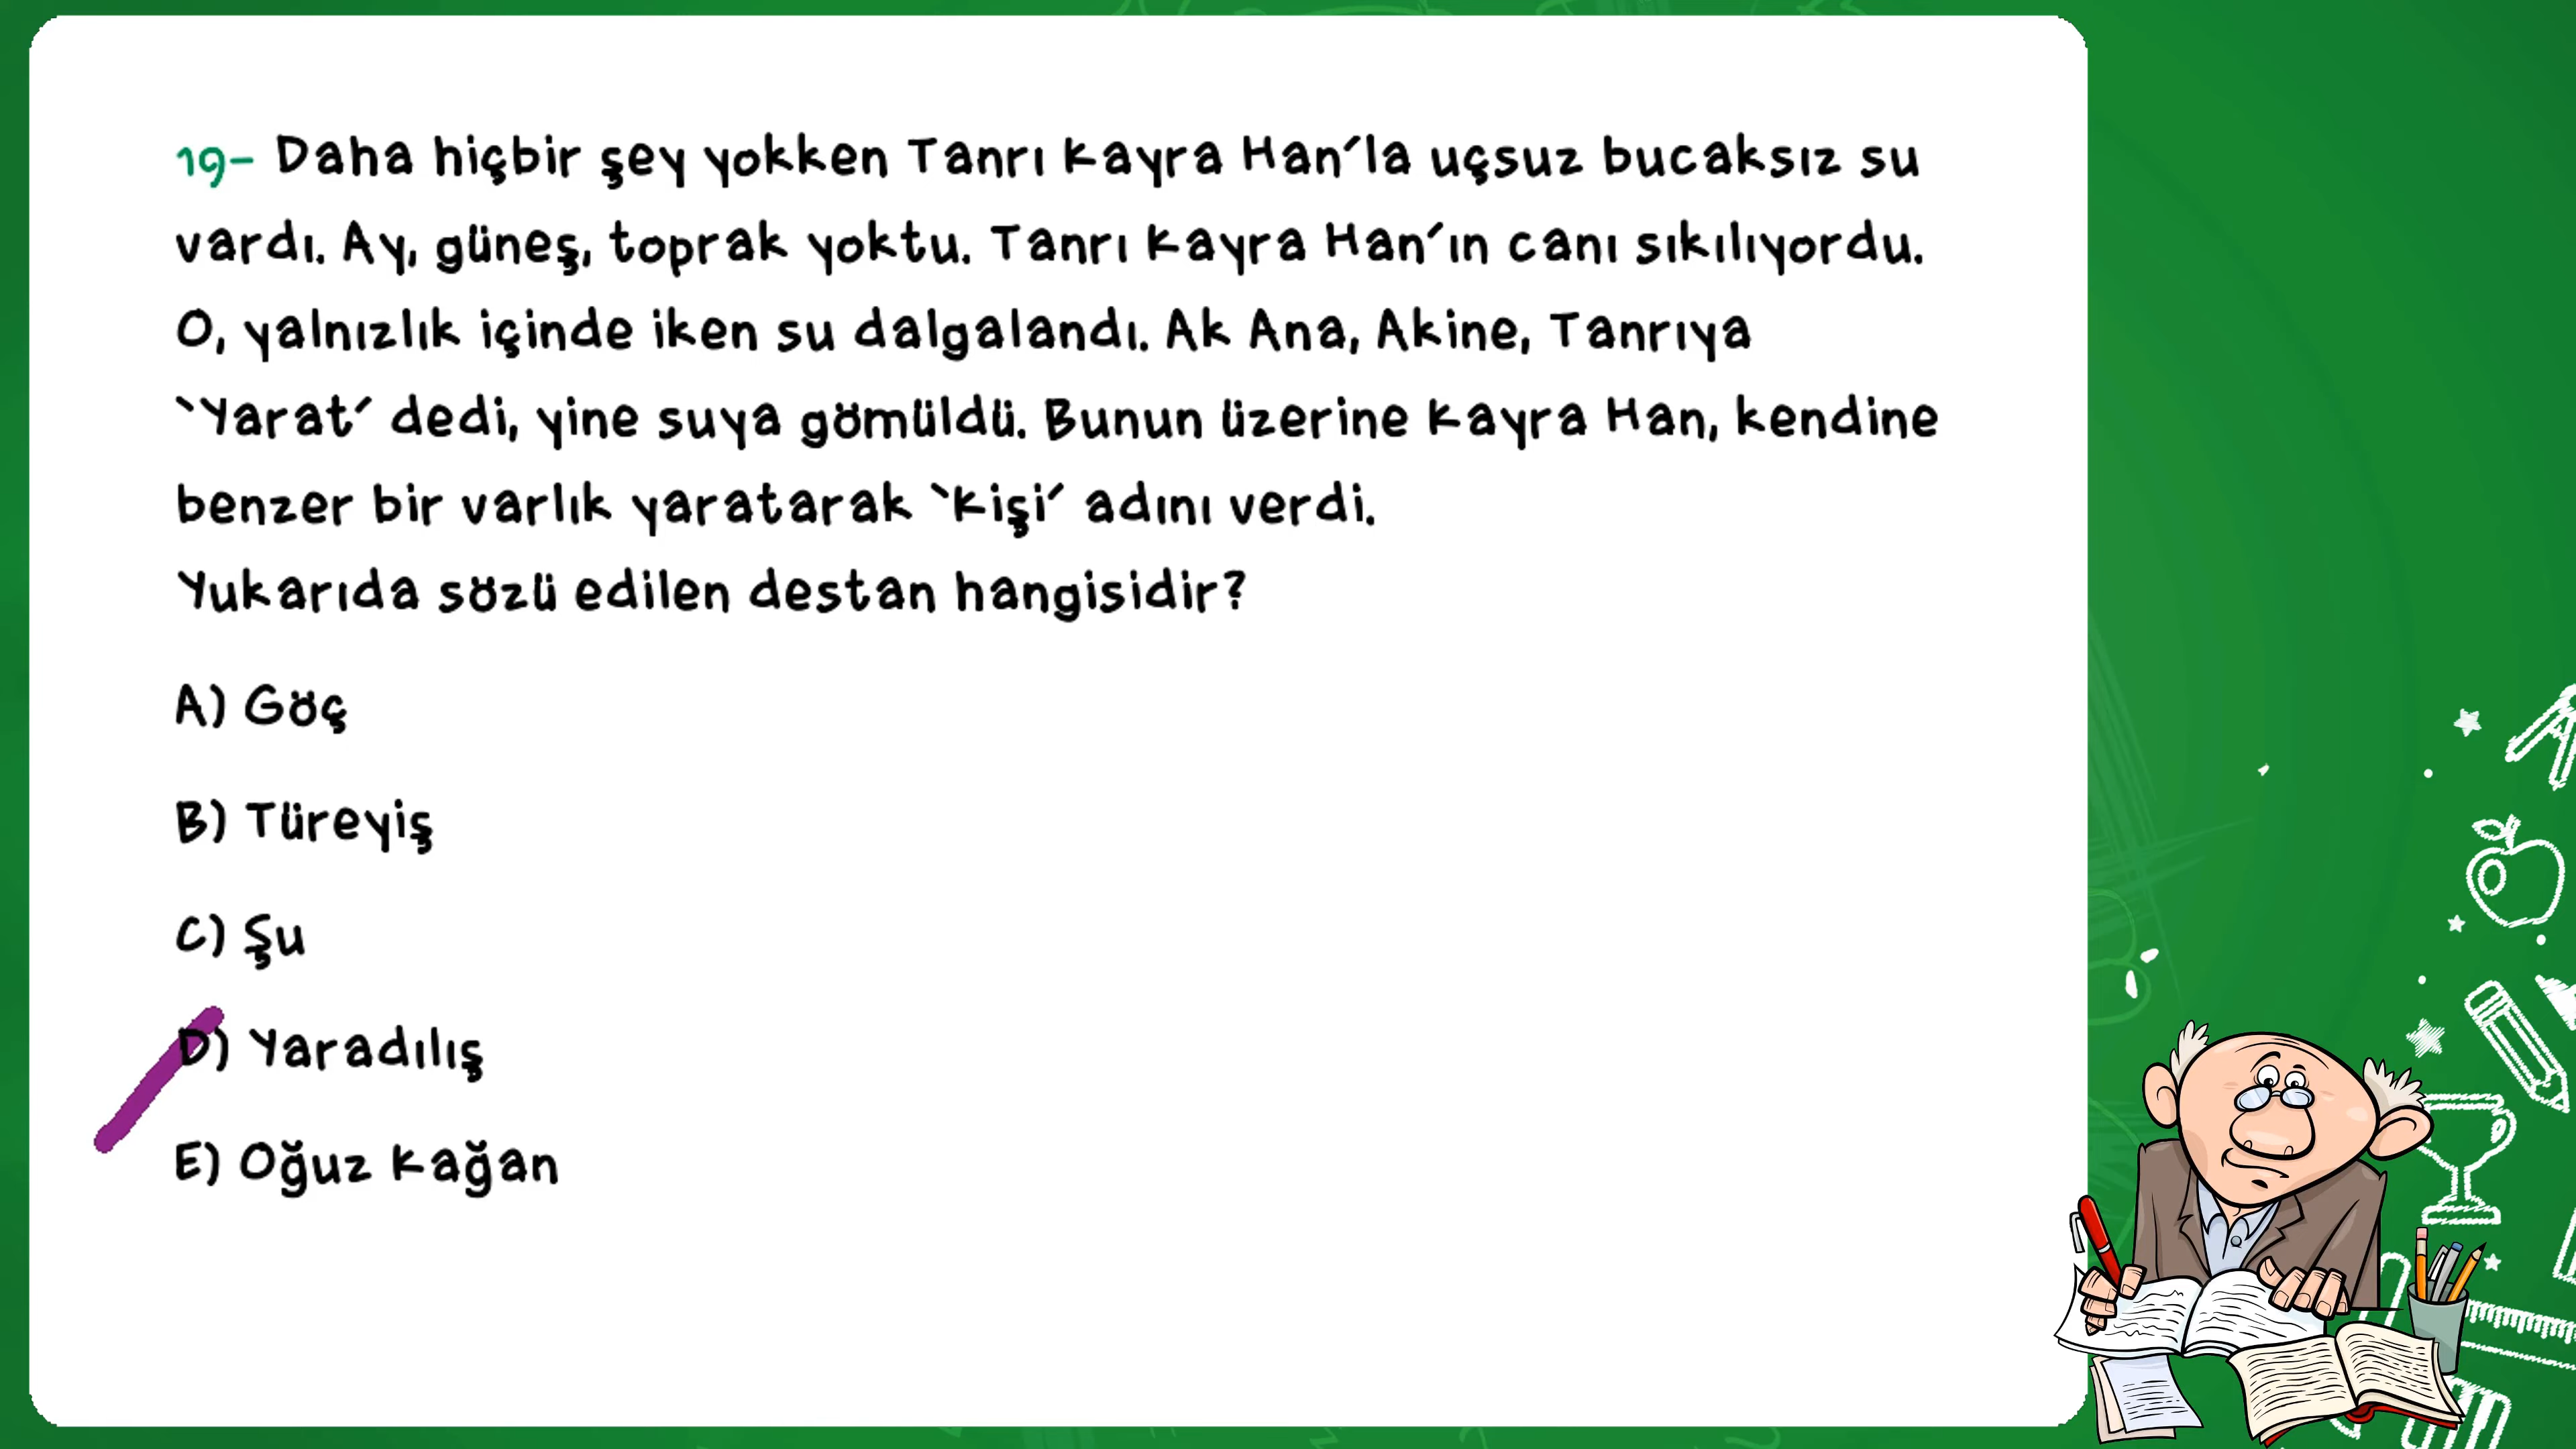 19- Daha hiçbir şey yokken Tanrı Kayra Han´la uçsuz bucaksız su
vardı. Ay, güneş, toprak yoktu. Tanrı Kayra Han´ın canı sıkılıyordu.
O, yalnızlık içinde iken su dalgalandı. Ak Ana, Akine, Tanrıya
`Yarat´ dedi, yine suya gömüldü. Bunun üzerine Kayra Han, kendine
benzer bir varlık yaratarak `Kişi´ adını verdi.
Yukarıda sözü edilen destan hangisidir?
A) Göç
B) Türeyiş
C) Şu
D) Yaradılış
E) Oğuz Kağan